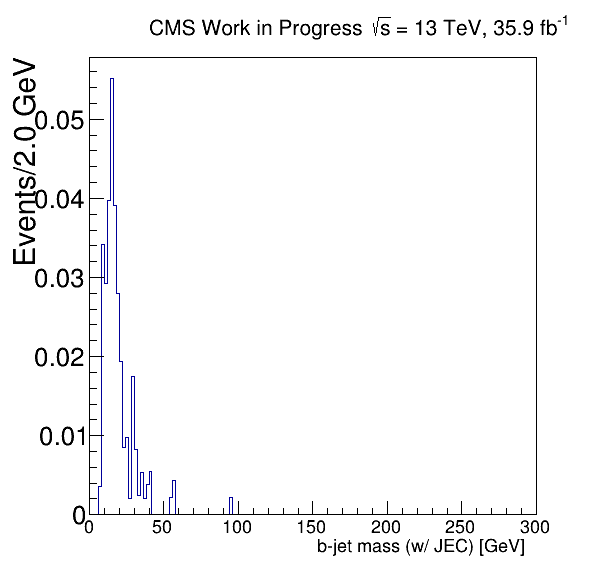 CMS Work in Progress √s = 13 TeV, 35.9 fb⁻¹
Events/2.0 GeV
0.05
0.04
0.03
0.02
0.01
0
0 50 100 150 200 250 300
b-jet mass (w/ JEC) [GeV]